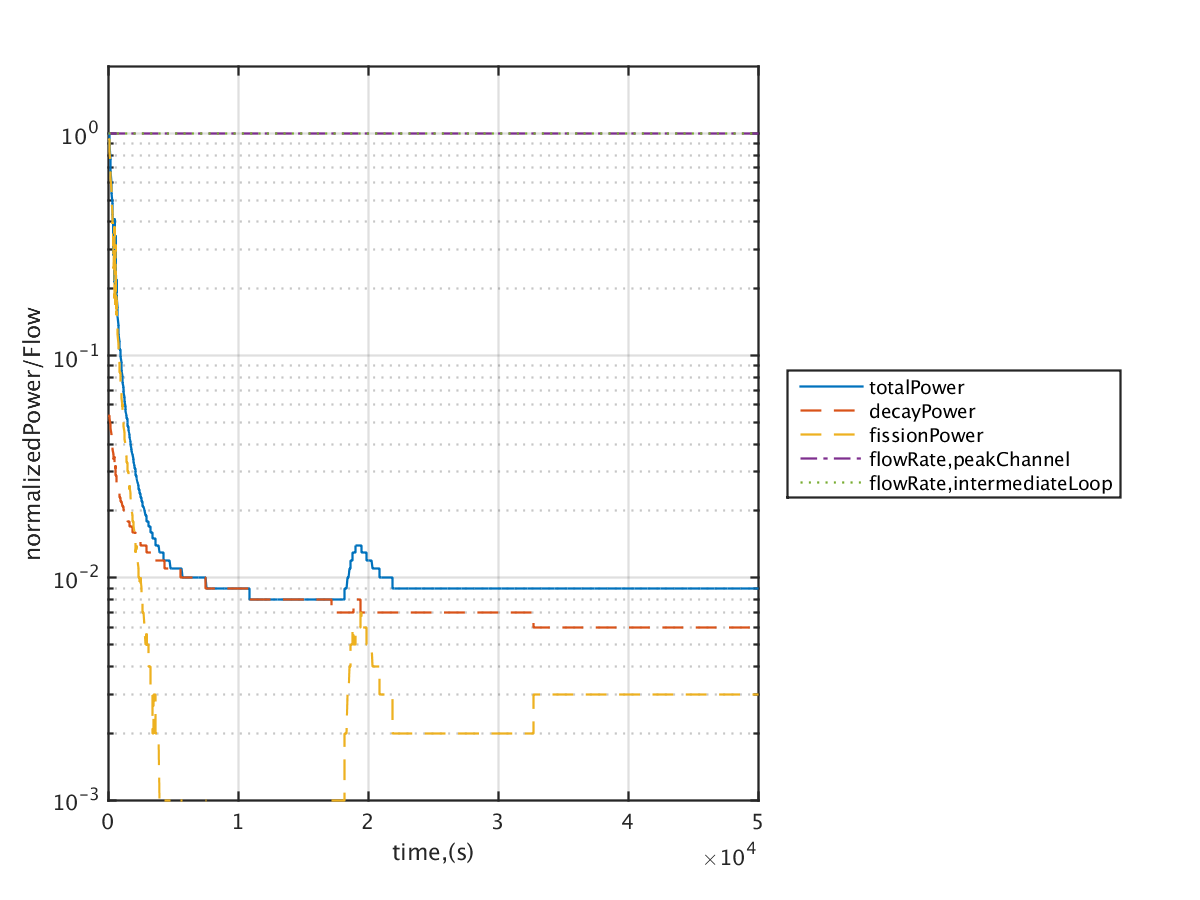 10^0
10^-1
10^-2
10^-3
normalizedPower/Flow
0 1 2 3 4 5
time,(s)
×10^4
totalPower
decayPower
fissionPower
flowRate,peakChannel
flowRate,intermediateLoop